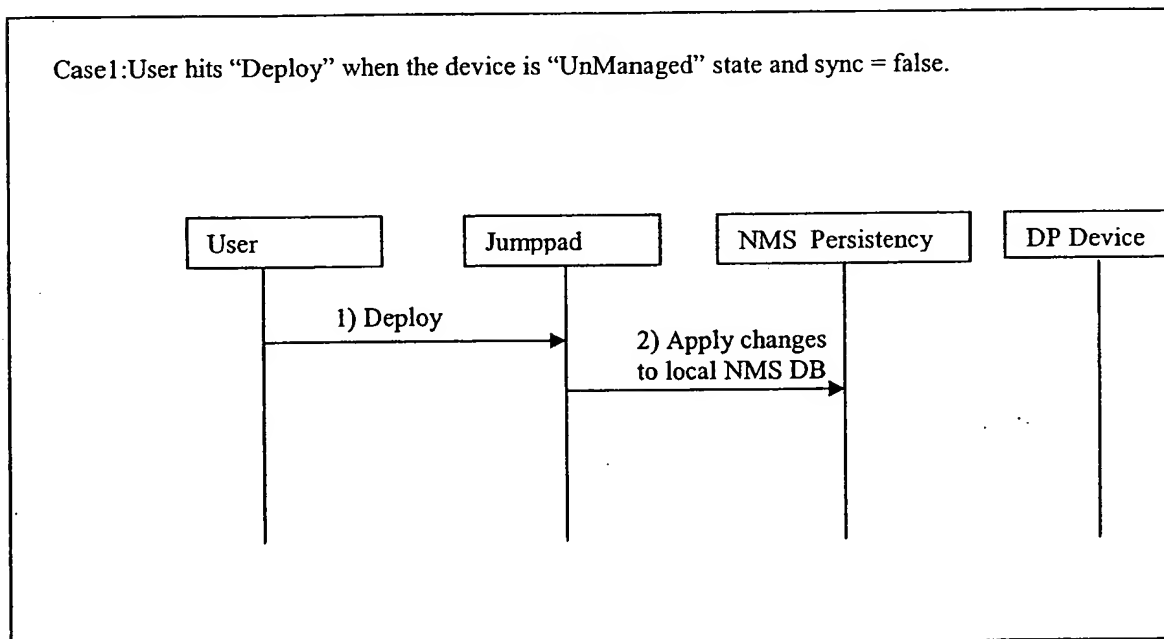 Case1:User hits “Deploy” when the device is “UnManaged” state and sync = false.
User
Jumppad
NMS Persistency
DP Device
1) Deploy
2) Apply changes
to local NMS DB